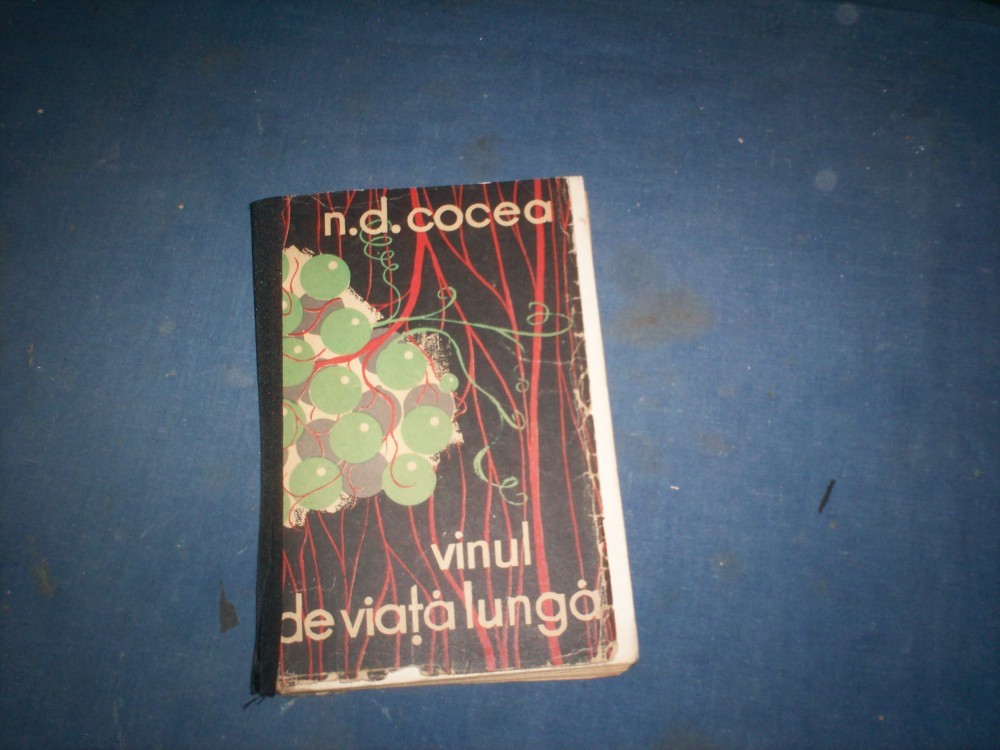 n.d.cocea
vinul
de viață lungă